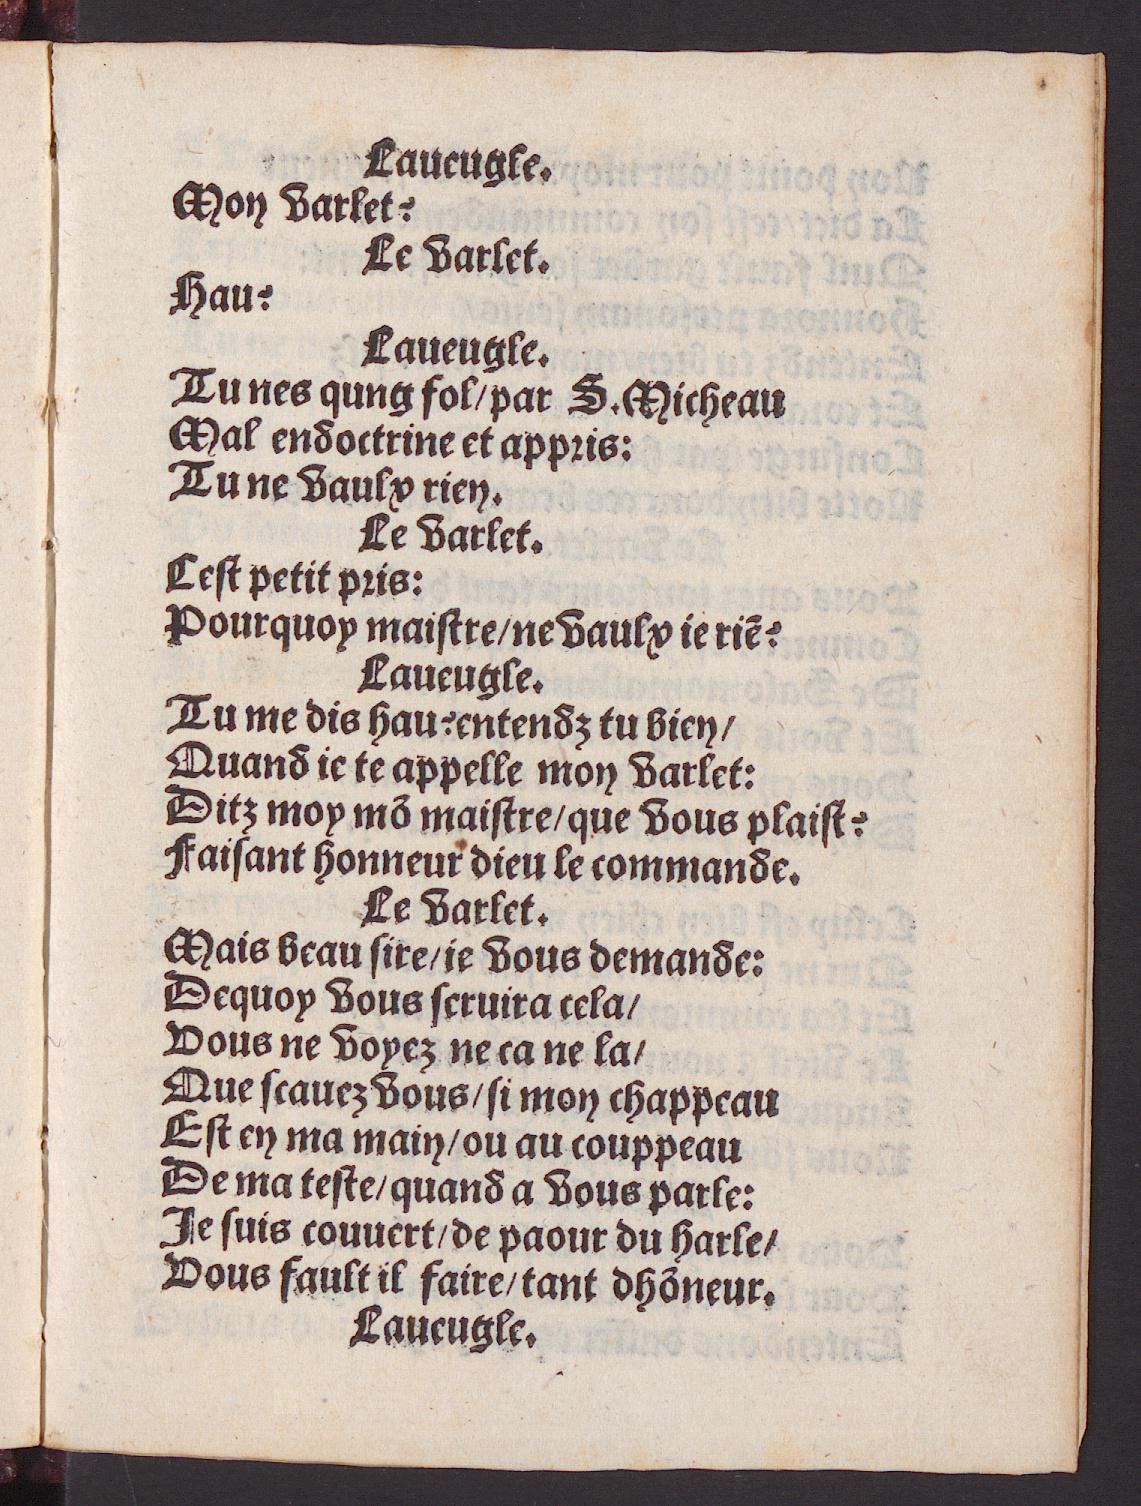 Laueugle.
Mon varlet?
Le varlet.
Hau?
Laueugle.
Tu nes qung fol/par S. Micheau
Mal endoctrine et appris:
Tu ne vaulx rien.
Le varlet.
Cest petit pris:
Pourquoy maistre/ne vaulx ie riẽ?
Laueugle.
Tu me dis hau?entendz tu bien/
Quand ie te appelle mon varlet:
Ditz moy mõ maistre/que vous plaist?
Faisant honneur dieu le commande.
Le varlet.
Mais beau sire/ie vous demande:
Dequoy vous seruira cela/
Vous ne voyez ne ca ne la/
Que scauez vous/si mon chappeau
Est en ma main/ou au couppeau
De ma teste/quand a vous parle:
Je suis couuert/de paour du harle/
Vous fault il faire/tant dhõneur.
Laueugle.